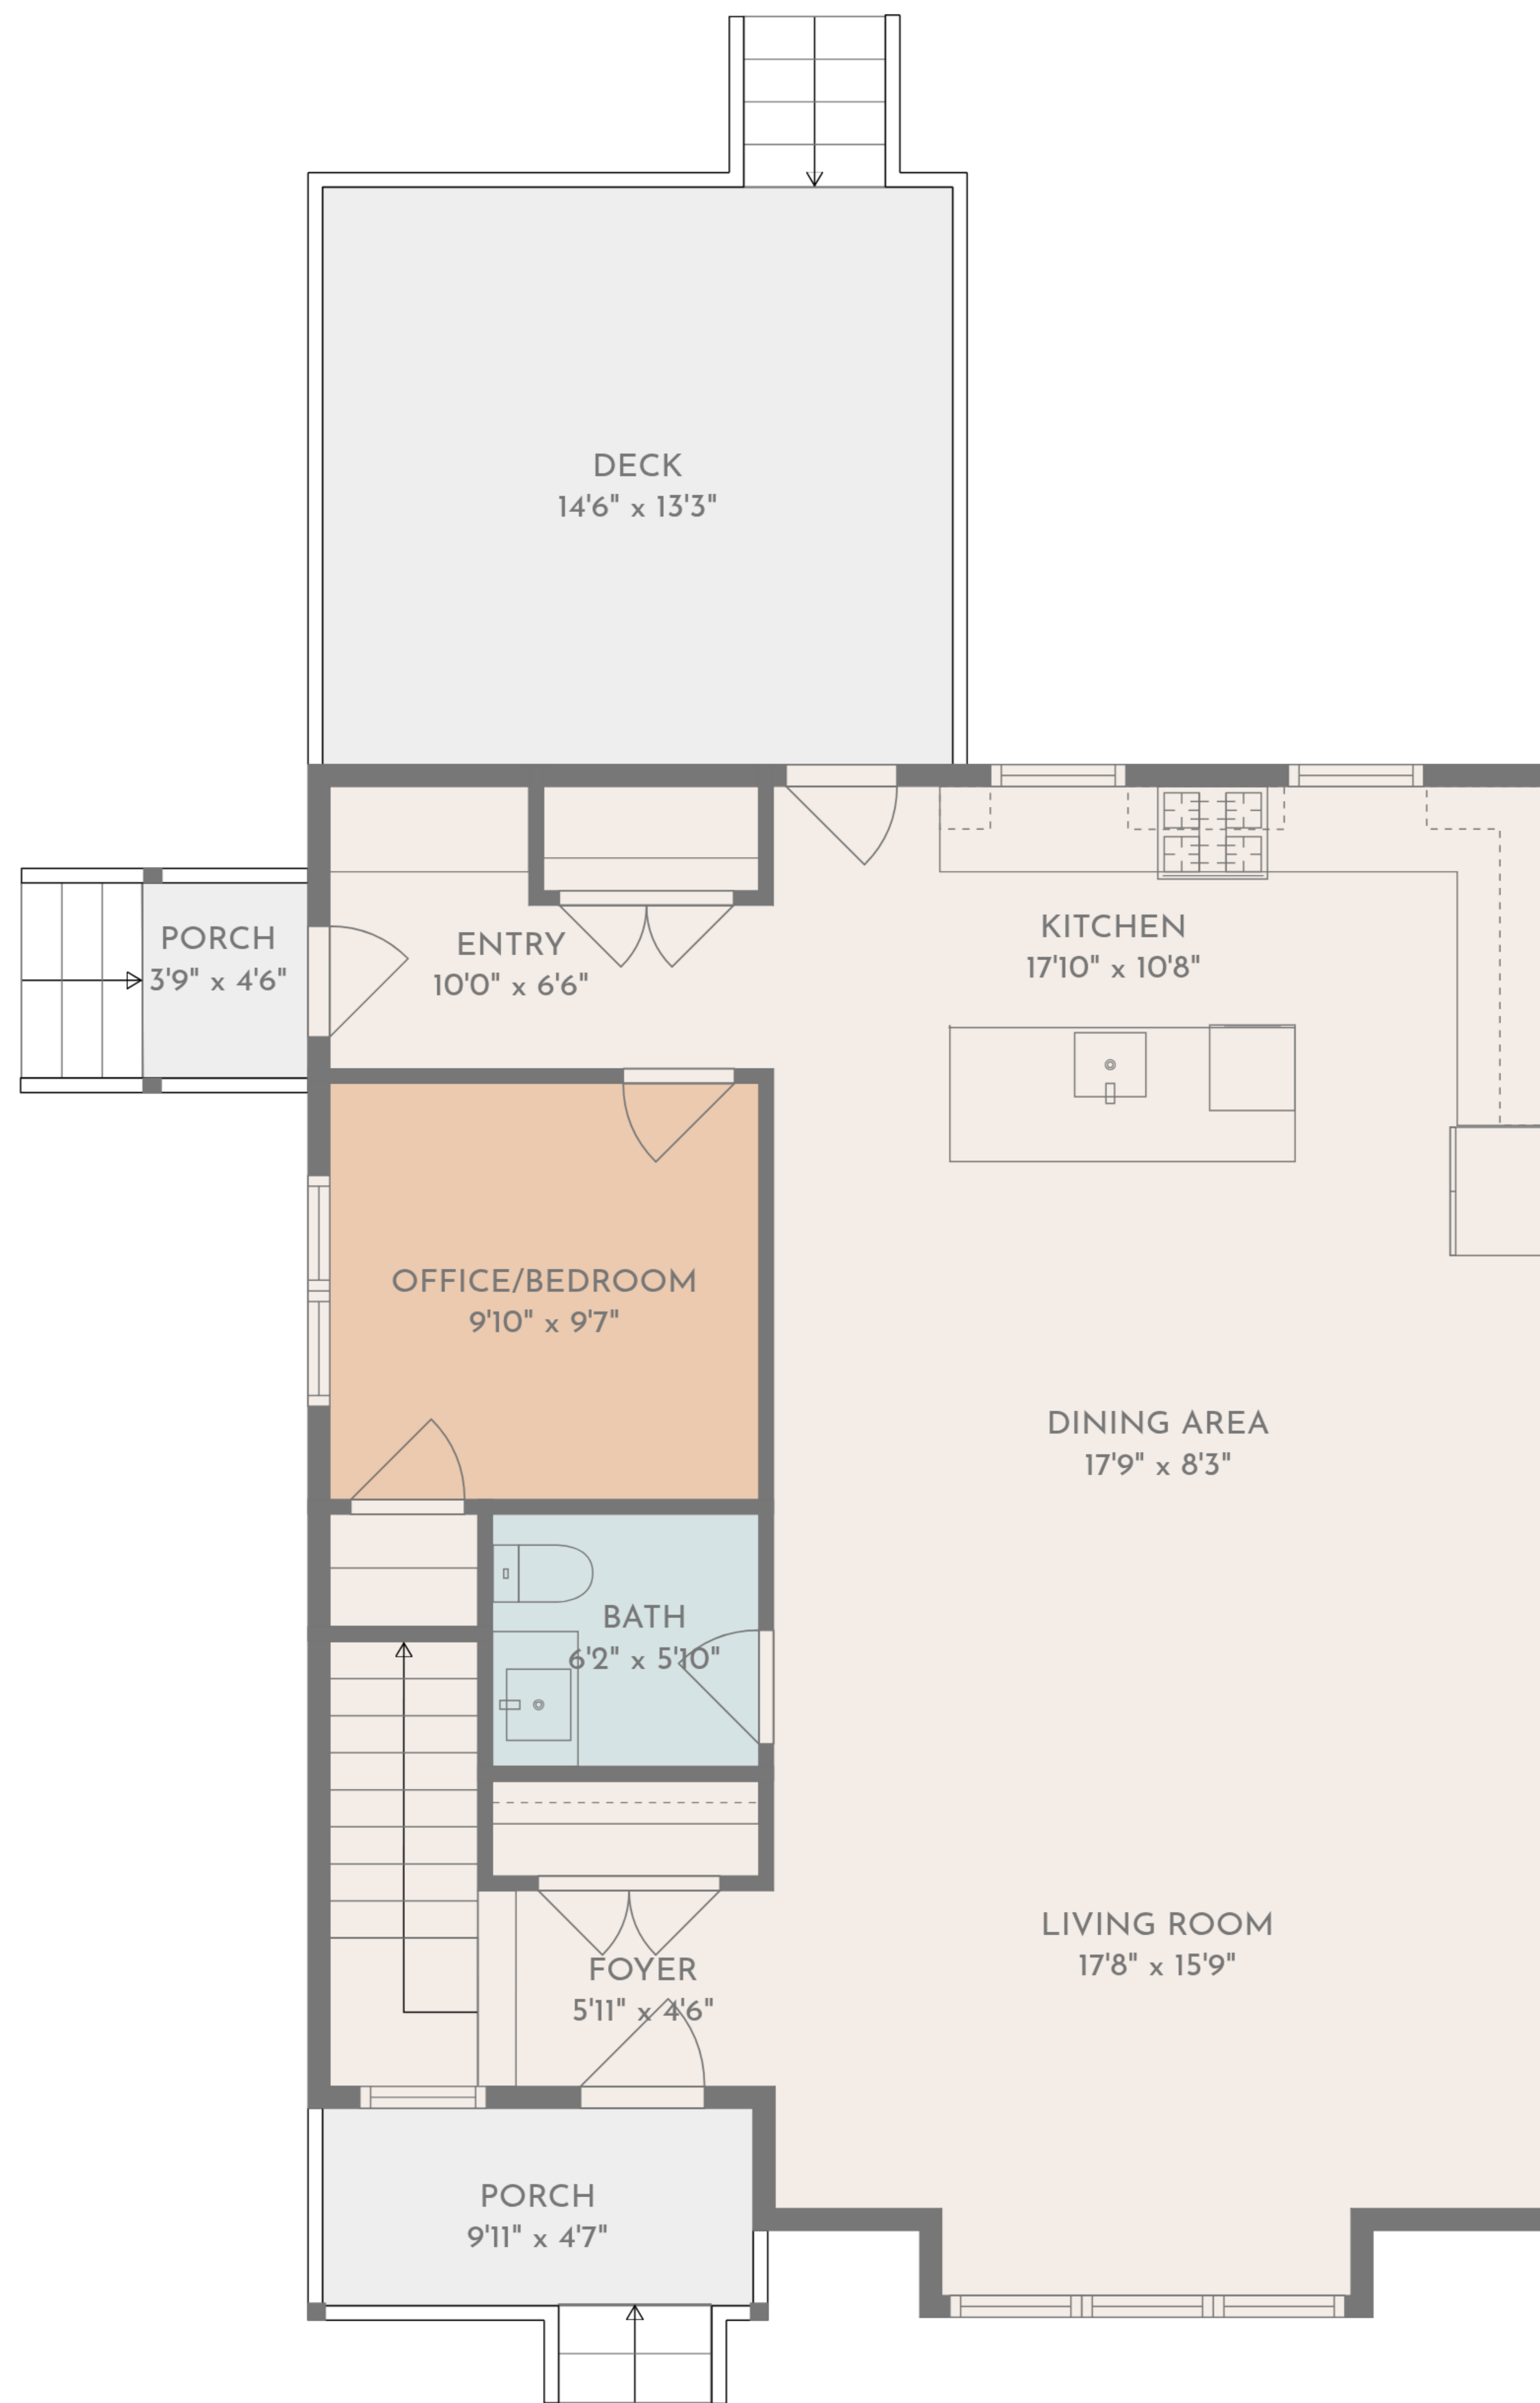 DECK
14'6" x 13'3"
PORCH
3'9" x 4'6"
ENTRY
10'0" x 6'6"
KITCHEN
17'10" x 10'8"
OFFICE/BEDROOM
9'10" x 9'7"
DINING AREA
17'9" x 8'3"
BATH
6'2" x 5'10"
LIVING ROOM
17'8" x 15'9"
FOYER
5'11" x 4'6"
PORCH
9'11" x 4'7"